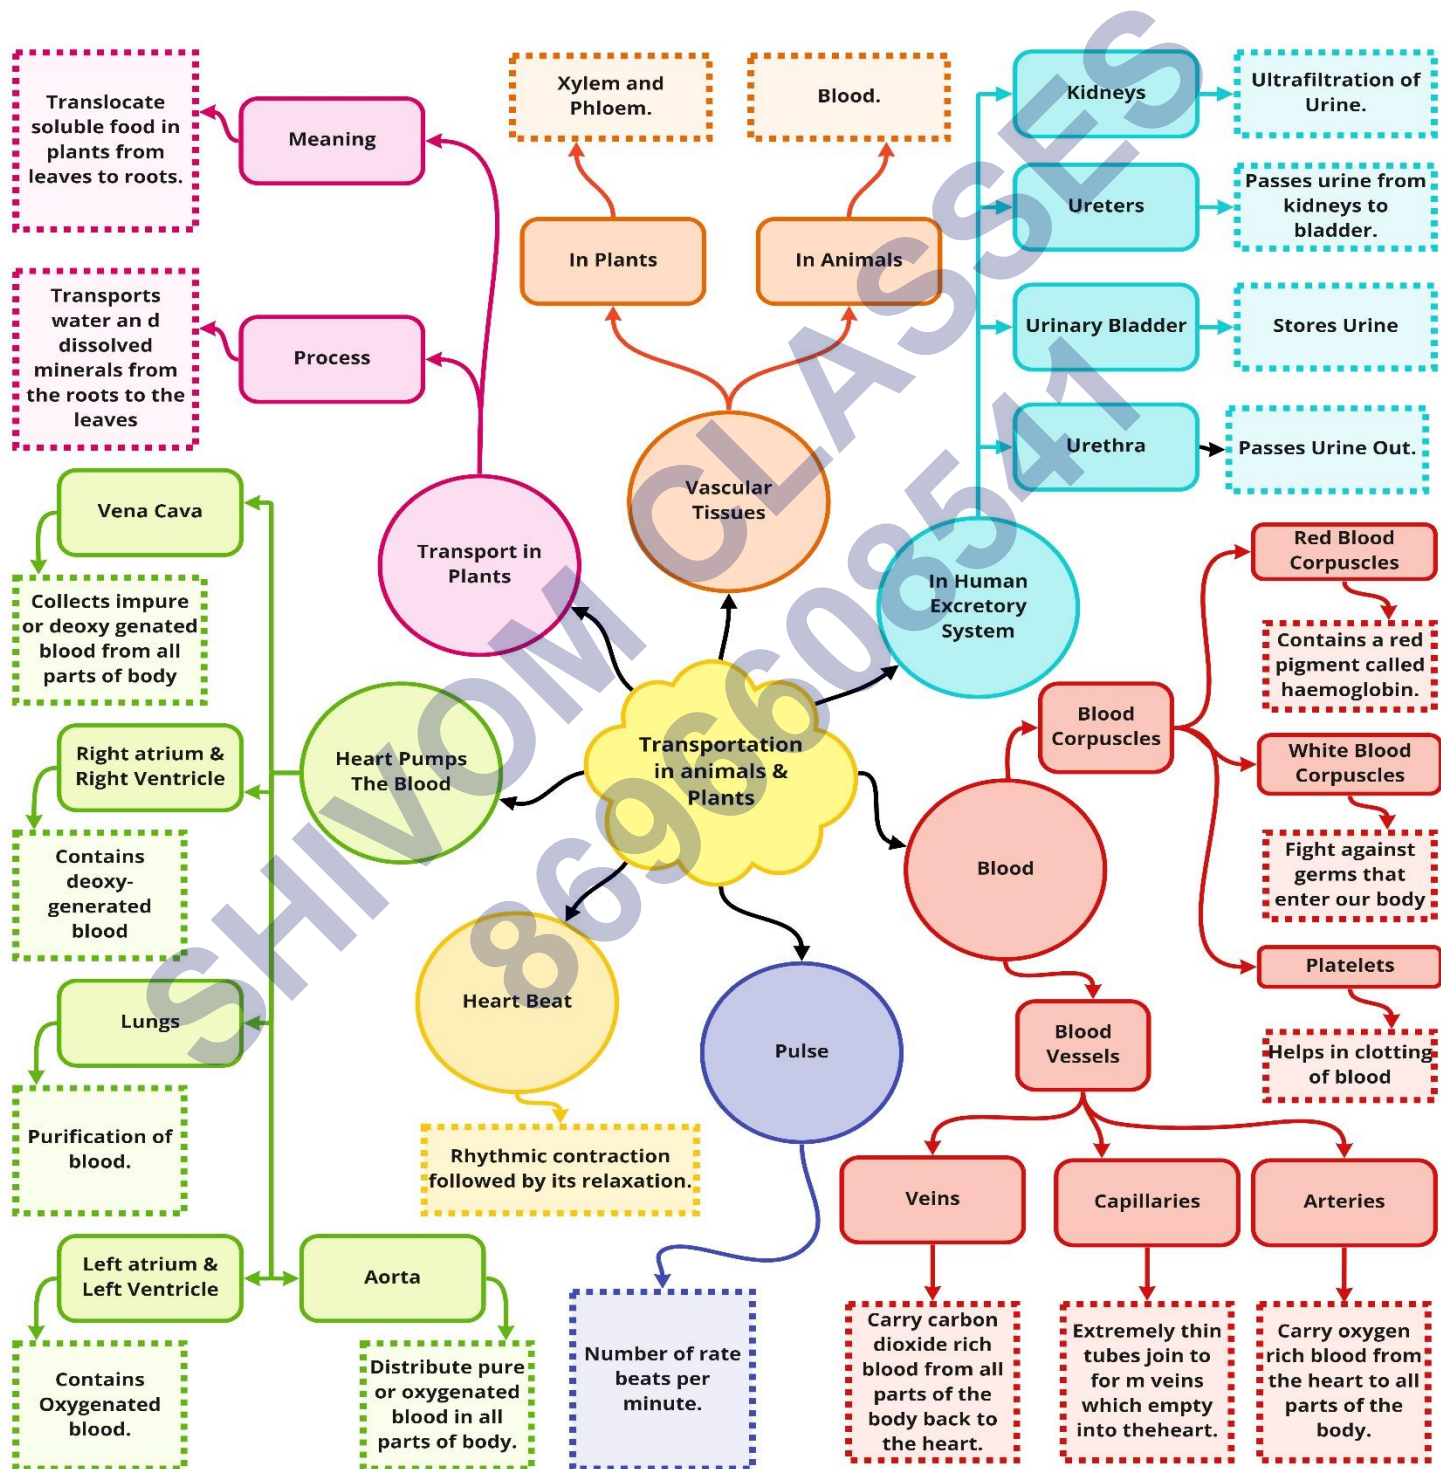 Translocate
soluble food in
plants from
leaves to roots.
Meaning
Transports
water an d
dissolved
minerals from
the roots to the
leaves
Process
Transport in
Plants
Xylem and
Phloem.
Blood.
In Plants
In Animals
Vascular
Tissues
Kidneys
Ultrafiltration of
Urine.
Ureters
Passes urine from
kidneys to
bladder.
Urinary Bladder
Stores Urine
Urethra
Passes Urine Out.
In Human
Excretory
System
Transportation
in animals &
Plants
Vena Cava
Collects impure
or deoxy genated
blood from all
parts of body
Right atrium &
Right Ventricle
Contains
deoxy-
generated
blood
Lungs
Purification of
blood.
Left atrium &
Left Ventricle
Contains
Oxygenated
blood.
Aorta
Distribute pure
or oxygenated
blood in all
parts of body.
Heart Pumps
The Blood
Heart Beat
Rhythmic contraction
followed by its relaxation.
Pulse
Number of rate
beats per
minute.
Blood
Blood
Corpuscles
Red Blood
Corpuscles
Contains a red
pigment called
haemoglobin.
White Blood
Corpuscles
Fight against
germs that
enter our body
Platelets
Helps in clotting
of blood
Blood
Vessels
Veins
Carry carbon
dioxide rich
blood from all
parts of the
body back to
the heart.
Capillaries
Extremely thin
tubes join to
for m veins
which empty
into theheart.
Arteries
Carry oxygen
rich blood from
the heart to all
parts of the
body.
SHIVOM CLASSES
8696608541